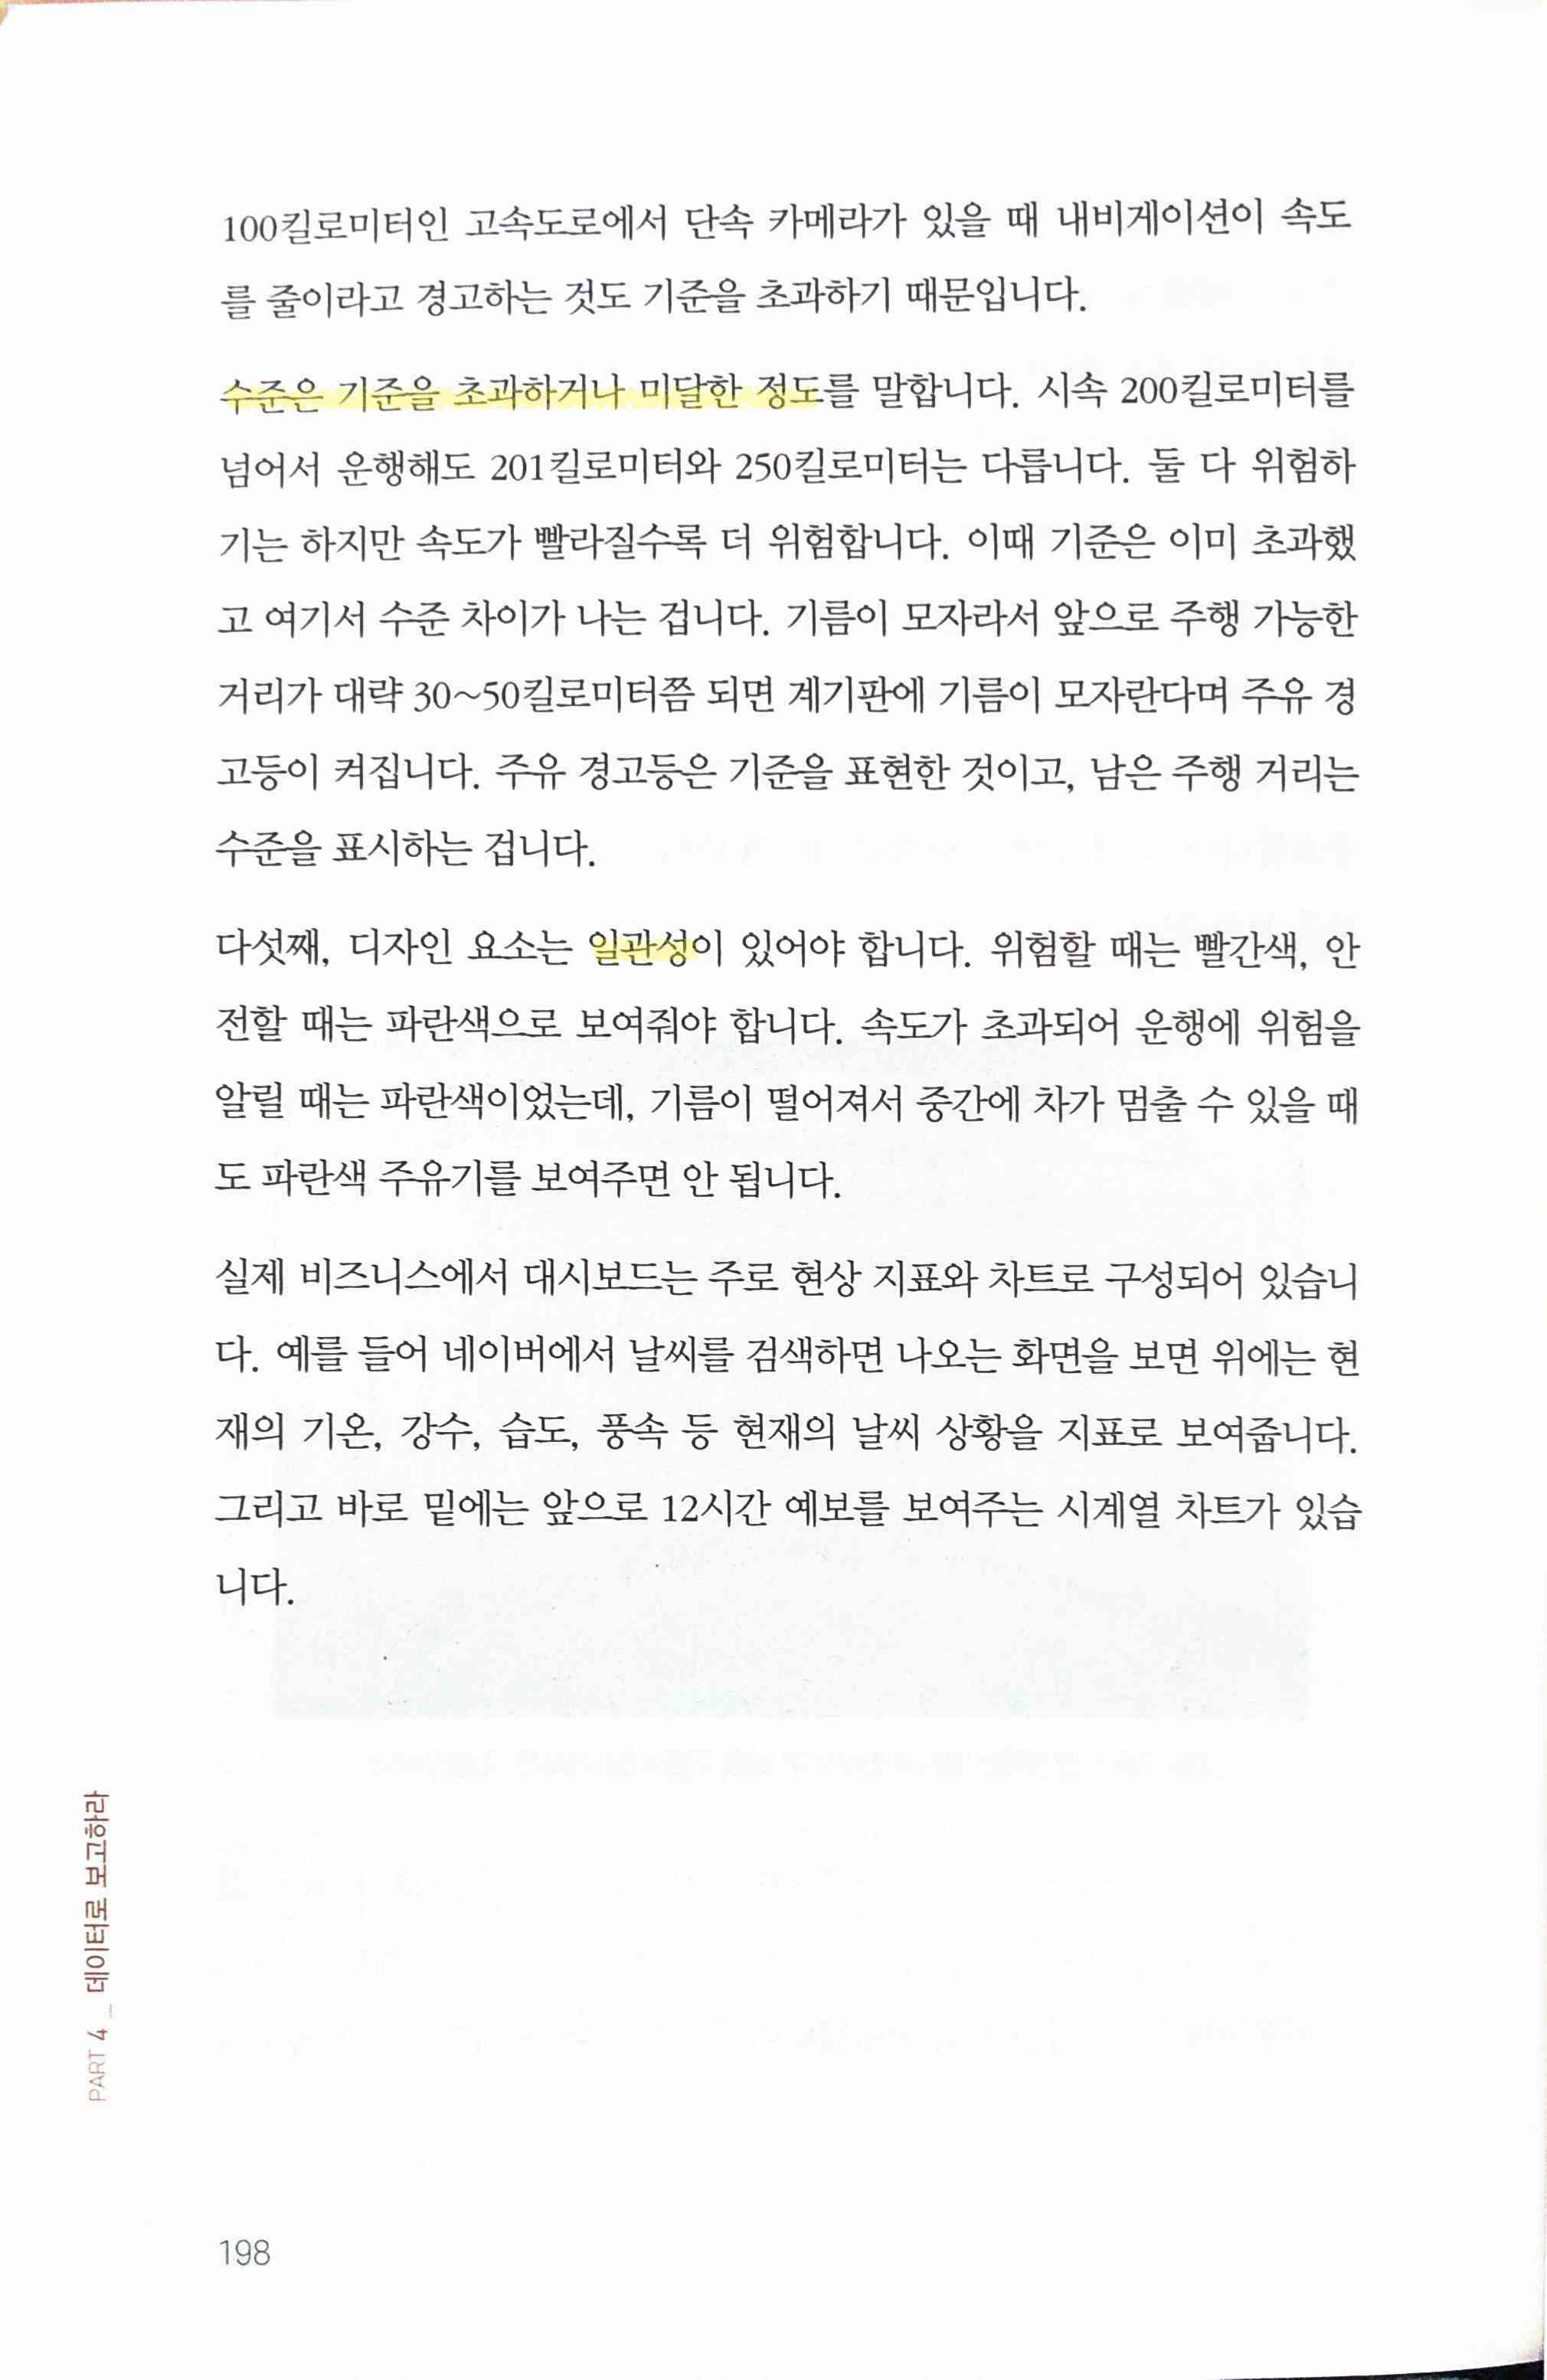 100킬로미터인 고속도로에서 단속 카메라가 있을 때 내비게이션이 속도
를 줄이라고 경고하는 것도 기준을 초과하기 때문입니다.
수준은 기준을 초과하거나 미달한 정도를 말합니다. 시속 200킬로미터를
넘어서 운행해도 201킬로미터와 250킬로미터는 다릅니다. 둘 다 위험하
기는 하지만 속도가 빨라질수록 더 위험합니다. 이때 기준은 이미 초과했
고 여기서 수준 차이가 나는 겁니다. 기름이 모자라서 앞으로 주행 가능한
거리가 대략 30~50킬로미터쯤 되면 계기판에 기름이 모자란다며 주유 경
고등이 켜집니다. 주유 경고등은 기준을 표현한 것이고, 남은 주행 거리는
수준을 표시하는 겁니다.
다섯째, 디자인 요소는 일관성이 있어야 합니다. 위험할 때는 빨간색, 안
전할 때는 파란색으로 보여줘야 합니다. 속도가 초과되어 운행에 위험을
알릴 때는 파란색이었는데, 기름이 떨어져서 중간에 차가 멈출 수 있을 때
도 파란색 주유기를 보여주면 안 됩니다.
실제 비즈니스에서 대시보드는 주로 현상 지표와 차트로 구성되어 있습니
다. 예를 들어 네이버에서 날씨를 검색하면 나오는 화면을 보면 위에는 현
재의 기온, 강수, 습도, 풍속 등 현재의 날씨 상황을 지표로 보여줍니다.
그리고 바로 밑에는 앞으로 12시간 예보를 보여주는 시계열 차트가 있습
니다.
PART 4 _ 데이터로 보고하라
198